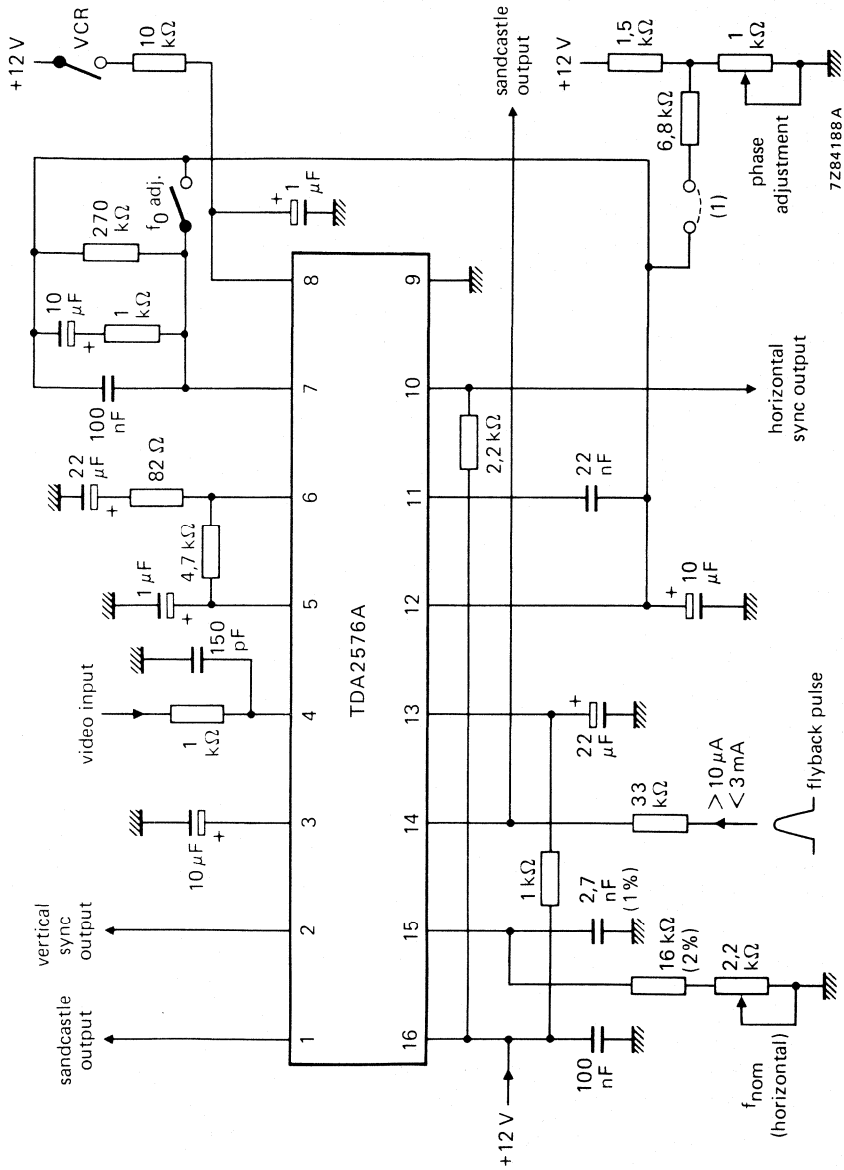 +12 V
VCR
10
kΩ
270
kΩ
f0 adj.
10
μF
+
1
kΩ
100
nF
+
1
μF
22
μF
+
82 Ω
4,7 kΩ
1 μF
+
150
pF
video input
1
kΩ
10 μF
+
vertical
sync
output
sandcastle
output
1
2
3
4
5
6
7
8
TDA2576A
16
15
14
13
12
11
10
9
+12 V
100
nF
fnom
(horizontal)
2,2
kΩ
16 kΩ
(2%)
2,7
nF
(1%)
1 kΩ
33
kΩ
>10 μA
<3 mA
flyback pulse
22
μF
+
+
10
μF
22
nF
2,2 kΩ
horizontal
sync output
sandcastle
output
+12 V
1,5
kΩ
6,8 kΩ
(1)
1
kΩ
phase
adjustment
7Z84188A